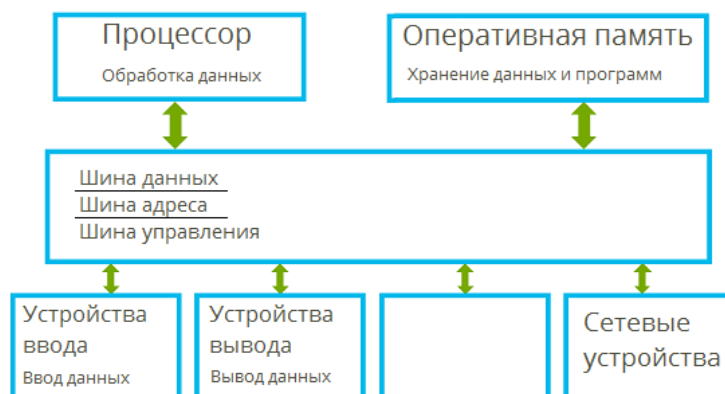 Процессор
Обработка данных
Оперативная память
Хранение данных и программ
Шина данных
Шина адреса
Шина управления
Устройства
ввода
Ввод данных
Устройства
вывода
Вывод данных
Сетевые
устройства